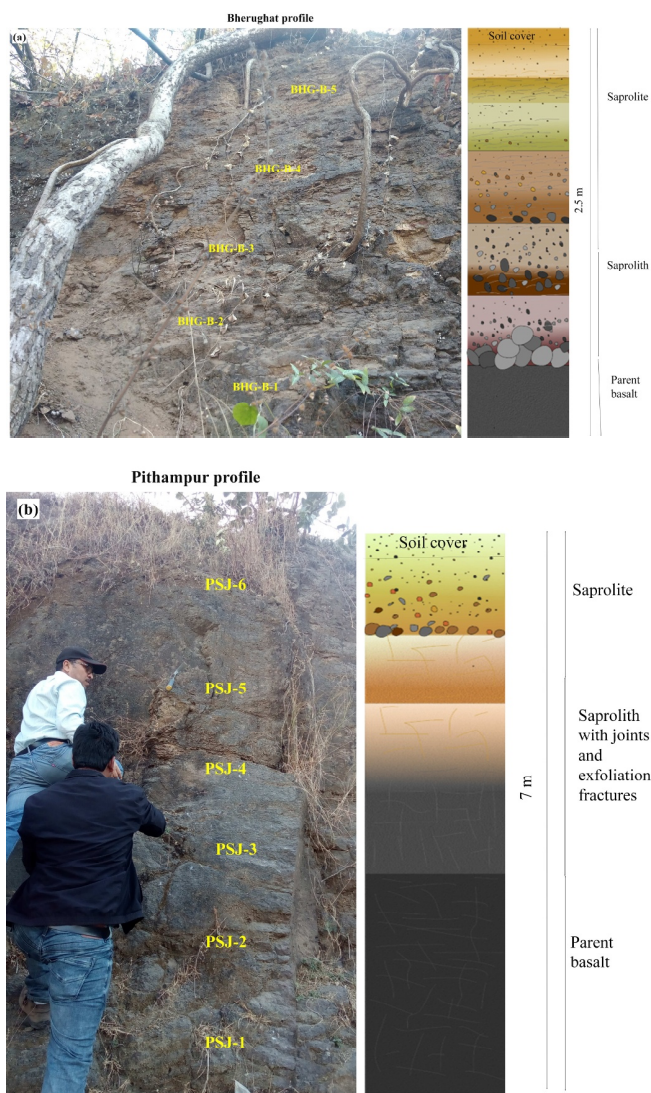 Bherughat profile
(a)
BHG-B-5
BHG-B-4
BHG-B-3
BHG-B-2
BHG-B-1
Soil cover
Saprolite
2.5 m
Saprolith
Parent
basalt
Pithampur profile
(b)
PSJ-6
PSJ-5
PSJ-4
PSJ-3
PSJ-2
PSJ-1
Soil cover
Saprolite
7 m
Saprolith
with joints
and
exfoliation
fractures
Parent
basalt